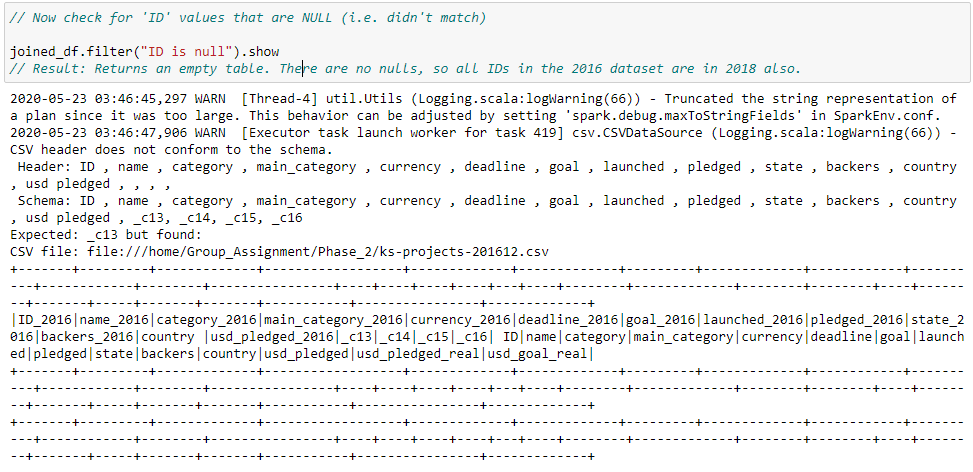 // Now check for 'ID' values that are NULL (i.e. didn't match)
joined_df.filter("ID is null").show
// Result: Returns an empty table. There are no nulls, so all IDs in the 2016 dataset are in 2018 also.
2020-05-23 03:46:45,297 WARN  [Thread-4] util.Utils (Logging.scala:logWarning(66)) - Truncated the string representation of
a plan since it was too large. This behavior can be adjusted by setting 'spark.debug.maxToStringFields' in SparkEnv.conf.
2020-05-23 03:46:47,906 WARN  [Executor task launch worker for task 419] csv.CSVDataSource (Logging.scala:logWarning(66)) -
CSV header does not conform to the schema.
 Header: ID , name , category , main_category , currency , deadline , goal , launched , pledged , state , backers , country
, usd pledged , , , ,
 Schema: ID , name , category , main_category , currency , deadline , goal , launched , pledged , state , backers , country
, usd pledged , _c13, _c14, _c15, _c16
Expected: _c13 but found:
CSV file: file:///home/Group_Assignment/Phase_2/ks-projects-201612.csv
+-------+---------+-------------+------------------+-------------+-------------+---------+-------------+------------+-------
---+------------+--------+----------------+----+----+----+----+---+----+--------+-------------+--------+--------+----+------
--+-------+-----+-------+-------+-----------+----------------+-------------+
|ID_2016|name_2016|category_2016|main_category_2016|currency_2016|deadline_2016|goal_2016|launched_2016|pledged_2016|state_2
016|backers_2016|country |usd_pledged_2016|_c13|_c14|_c15|_c16| ID|name|category|main_category|currency|deadline|goal|launch
ed|pledged|state|backers|country|usd_pledged|usd_pledged_real|usd_goal_real|
+-------+---------+-------------+------------------+-------------+-------------+---------+-------------+------------+-------
---+------------+--------+----------------+----+----+----+----+---+----+--------+-------------+--------+--------+----+------
--+-------+-----+-------+-------+-----------+----------------+-------------+
+-------+---------+-------------+------------------+-------------+-------------+---------+-------------+------------+-------
---+------------+--------+----------------+----+----+----+----+---+----+--------+-------------+--------+--------+----+------
--+-------+-----+-------+-------+-----------+----------------+-------------+